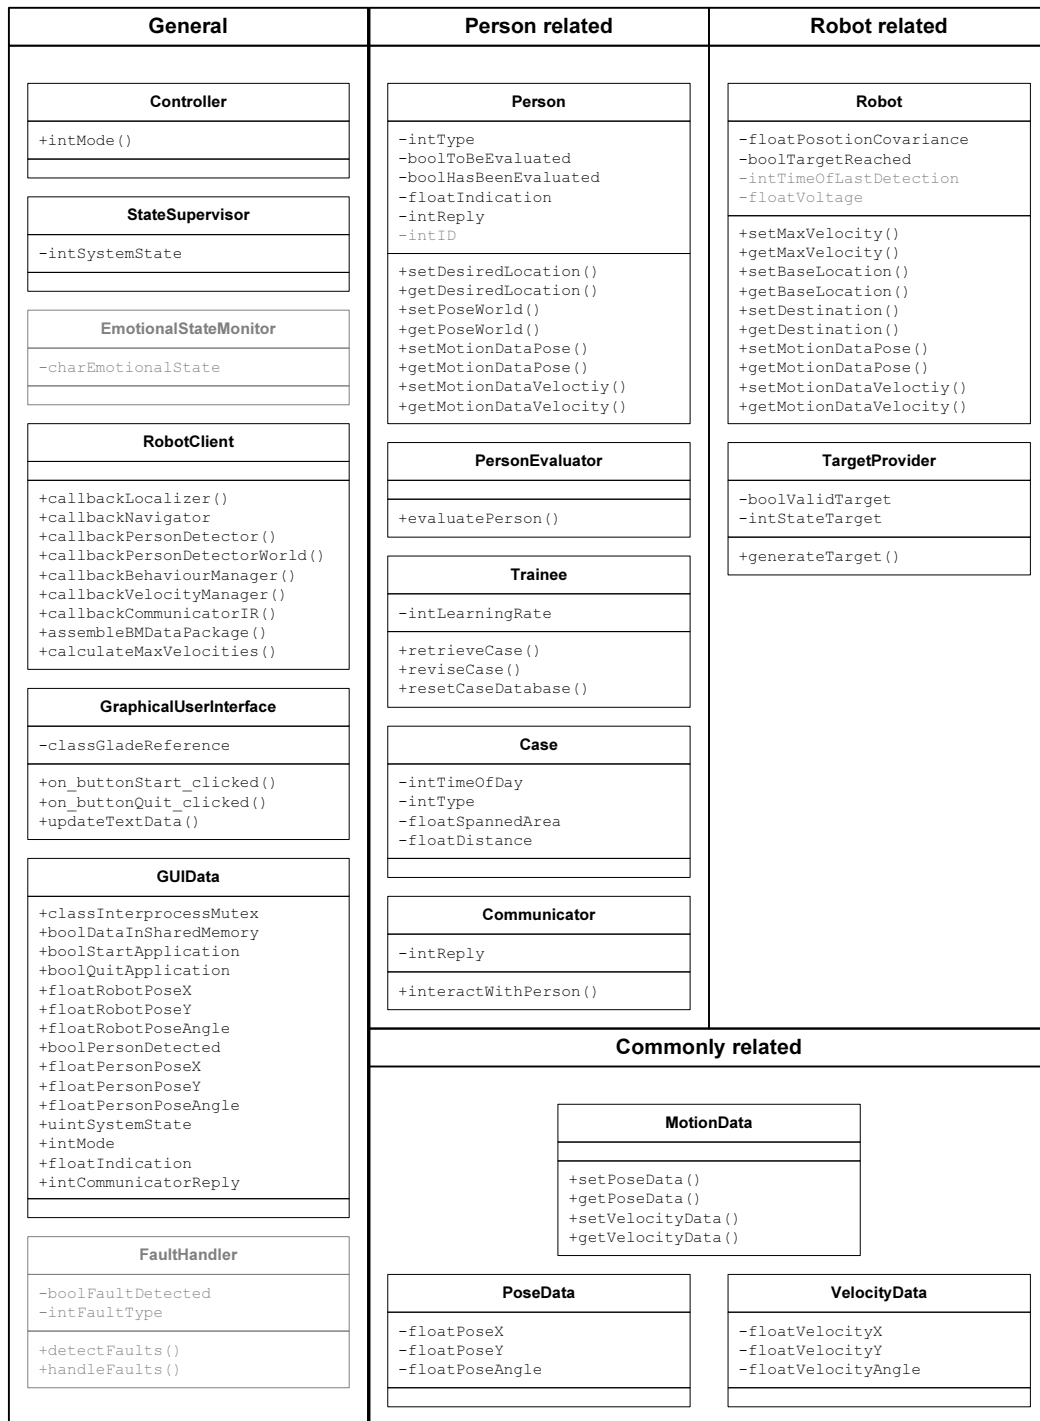 General
Controller
+intMode()
StateSupervisor
-intSystemState
EmotionalStateMonitor
-charEmotionalState
RobotClient
+callbackLocalizer()
+callbackNavigator
+callbackPersonDetector()
+callbackPersonDetectorWorld()
+callbackBehaviourManager()
+callbackVelocityManager()
+callbackCommunicatorIR()
+assembleBMDataPackage()
+calculateMaxVelocities()
GraphicalUserInterface
-classGladeReference
+on_buttonStart_clicked()
+on_buttonQuit_clicked()
+updateTextData()
GUIData
+classInterprocessMutex
+boolDataInSharedMemory
+boolStartApplication
+boolQuitApplication
+floatRobotPoseX
+floatRobotPoseY
+floatRobotPoseAngle
+boolPersonDetected
+floatPersonPoseX
+floatPersonPoseY
+floatPersonPoseAngle
+uintSystemState
+intMode
+floatIndication
+intCommunicatorReply
FaultHandler
-boolFaultDetected
-intFaultType
+detectFaults()
+handleFaults()
Person related
Person
-intType
-boolToBeEvaluated
-boolHasBeenEvaluated
-floatIndication
-intReply
-intID
+setDesiredLocation()
+getDesiredLocation()
+setPoseWorld()
+getPoseWorld()
+setMotionDataPose()
+getMotionDataPose()
+setMotionDataVeloctiy()
+getMotionDataVelocity()
PersonEvaluator
+evaluatePerson()
Trainee
-intLearningRate
+retrieveCase()
+reviseCase()
+resetCaseDatabase()
Case
-intTimeOfDay
-intType
-floatSpannedArea
-floatDistance
Communicator
-intReply
+interactWithPerson()
Robot related
Robot
-floatPosotionCovariance
-boolTargetReached
-intTimeOfLastDetection
-floatVoltage
+setMaxVelocity()
+getMaxVelocity()
+setBaseLocation()
+getBaseLocation()
+setDestination()
+getDestination()
+setMotionDataPose()
+getMotionDataPose()
+setMotionDataVeloctiy()
+getMotionDataVelocity()
TargetProvider
-boolValidTarget
-intStateTarget
+generateTarget()
Commonly related
MotionData
+setPoseData()
+getPoseData()
+setVelocityData()
+getVelocityData()
PoseData
-floatPoseX
-floatPoseY
-floatPoseAngle
VelocityData
-floatVelocityX
-floatVelocityY
-floatVelocityAngle